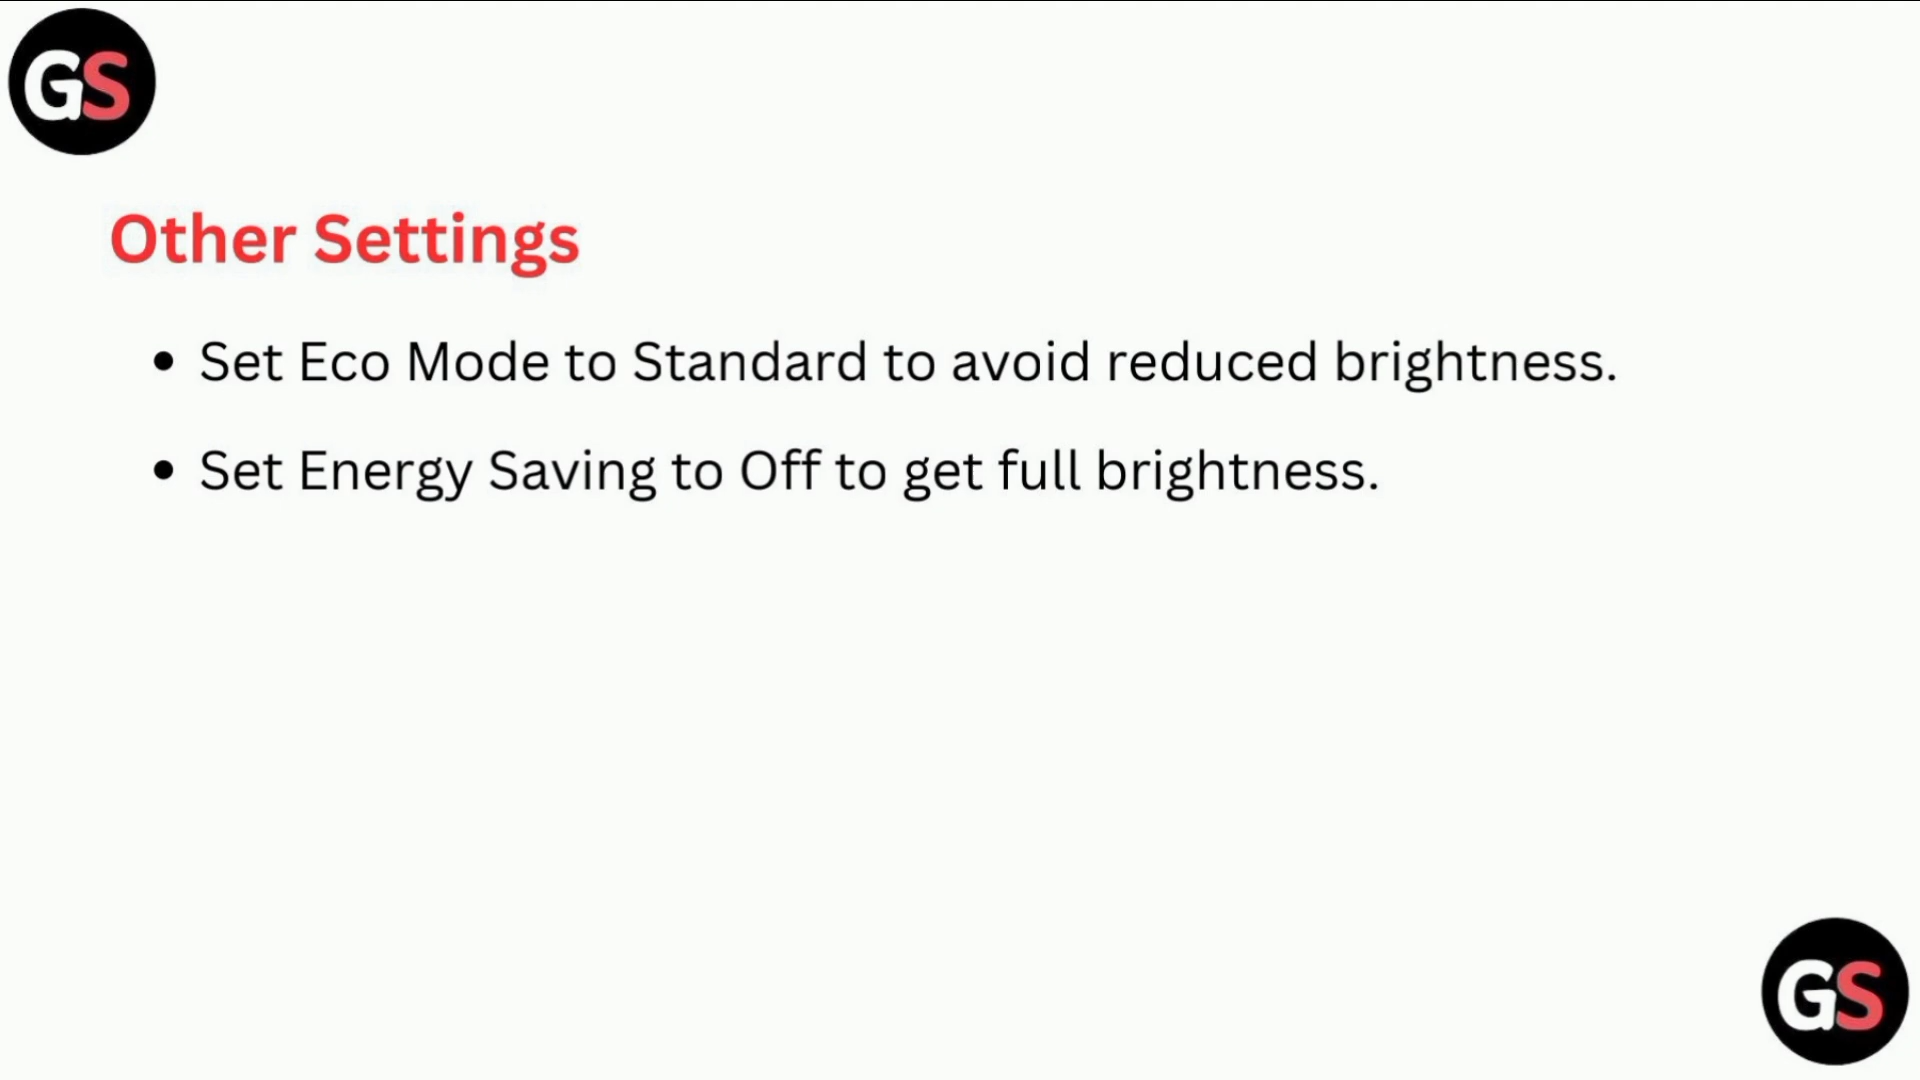 GS
Other Settings
• Set Eco Mode to Standard to avoid reduced brightness.
• Set Energy Saving to Off to get full brightness.
GS